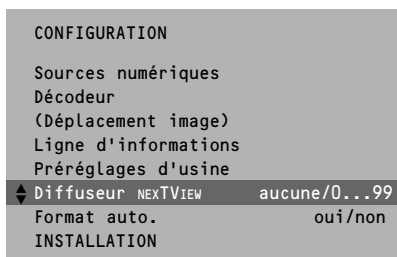 CONFIGURATION
Sources numériques
Décodeur
(Déplacement image)
Ligne d'informations
Préréglages d'usine
Diffuseur NEXTVIEW aucune/0...99
Format auto. oui/non
INSTALLATION